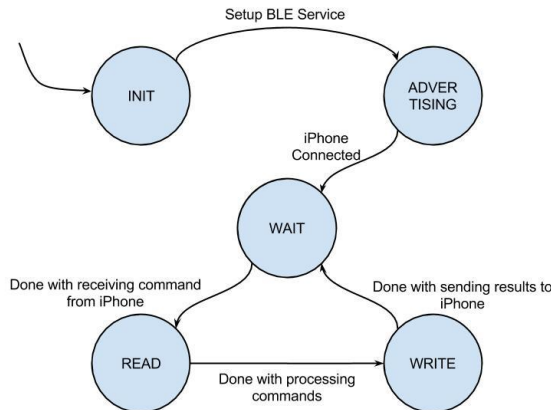 Setup BLE Service
INIT
ADVER
TISING
iPhone
Connected
WAIT
Done with receiving command
from iPhone
Done with sending results to
iPhone
READ
WRITE
Done with processing
commands